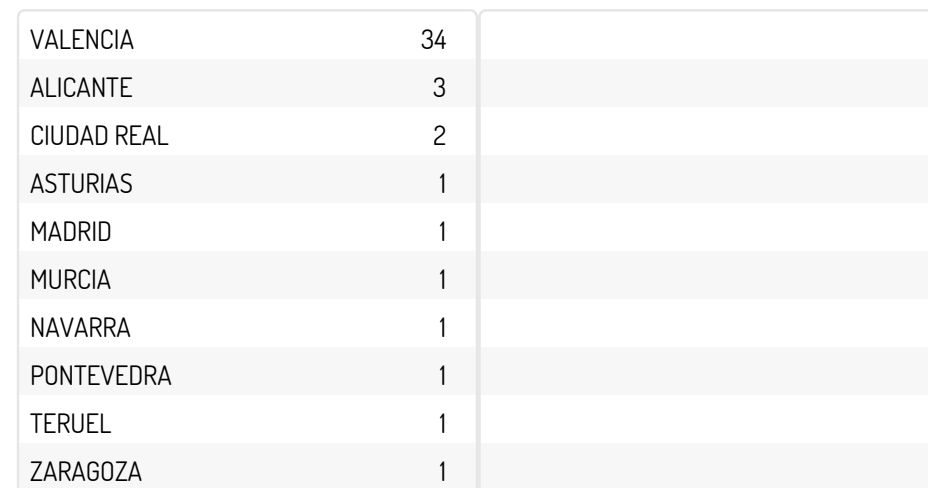 VALENCIA 34
ALICANTE 3
CIUDAD REAL 2
ASTURIAS 1
MADRID 1
MURCIA 1
NAVARRA 1
PONTEVEDRA 1
TERUEL 1
ZARAGOZA 1